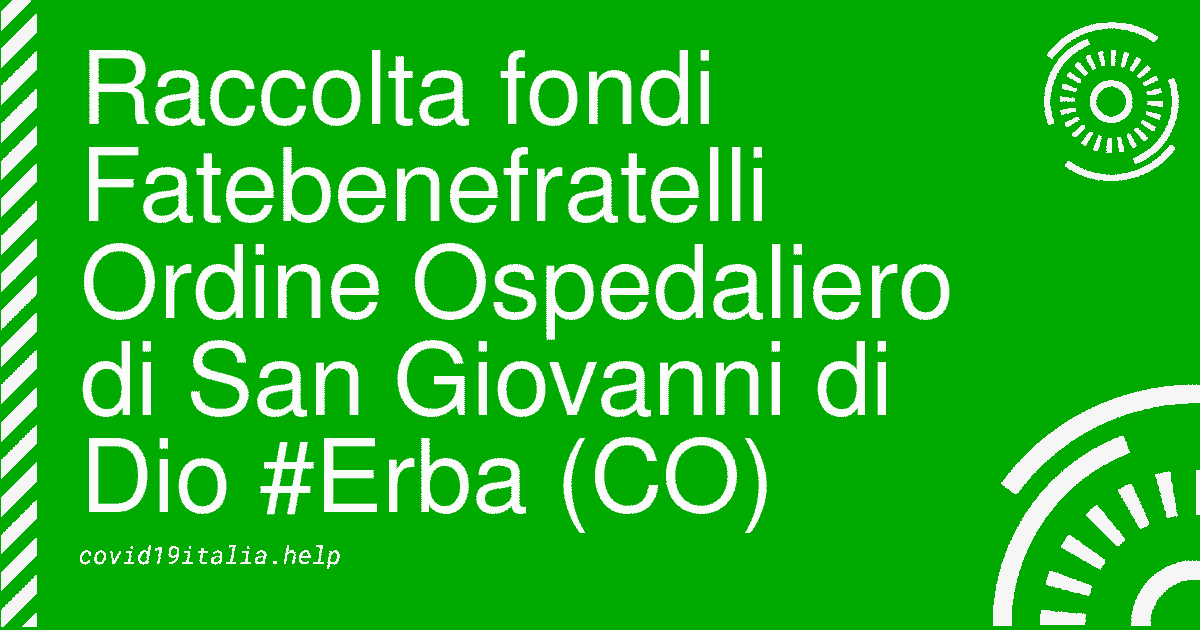 Raccolta fondi
Fatebenefratelli
Ordine Ospedaliero
di San Giovanni di
Dio #Erba (CO)
covid19italia.help